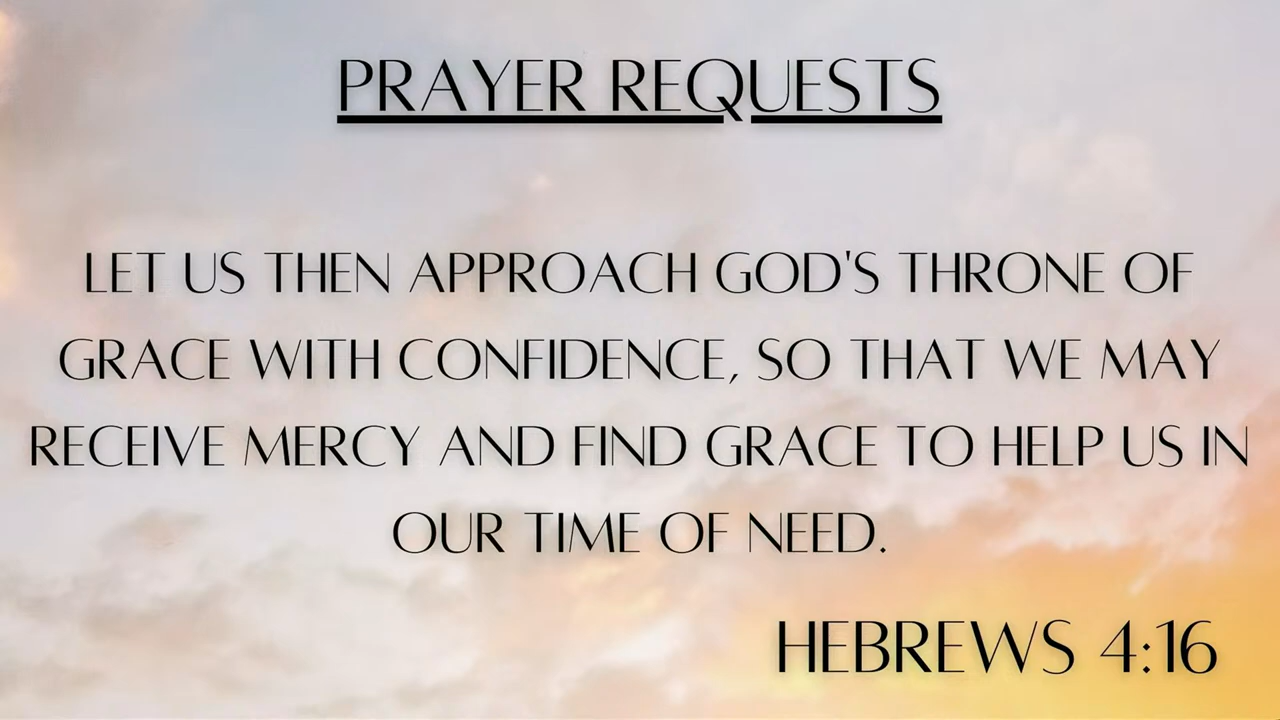 PRAYER REQUESTS
LET US THEN APPROACH GOD'S THRONE OF
GRACE WITH CONFIDENCE, SO THAT WE MAY
RECEIVE MERCY AND FIND GRACE TO HELP US IN
OUR TIME OF NEED.
HEBREWS 4:16